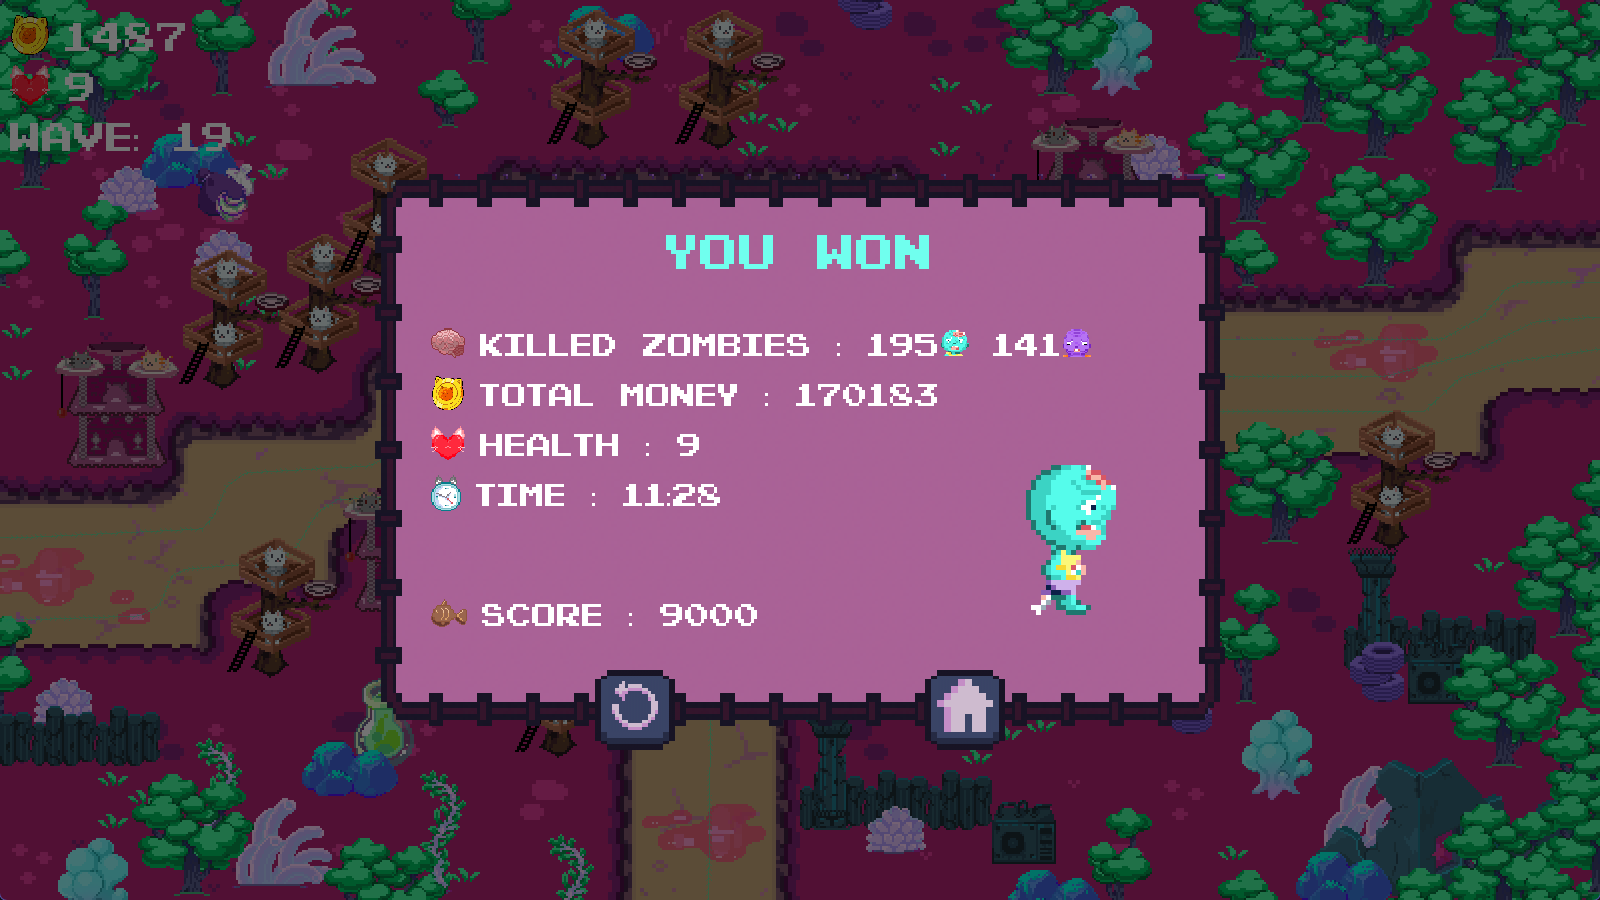 1487
9
WAVE: 19
YOU WON
KILLED ZOMBIES : 195 141
TOTAL MONEY : 170183
HEALTH : 9
TIME : 11:28
SCORE : 9000